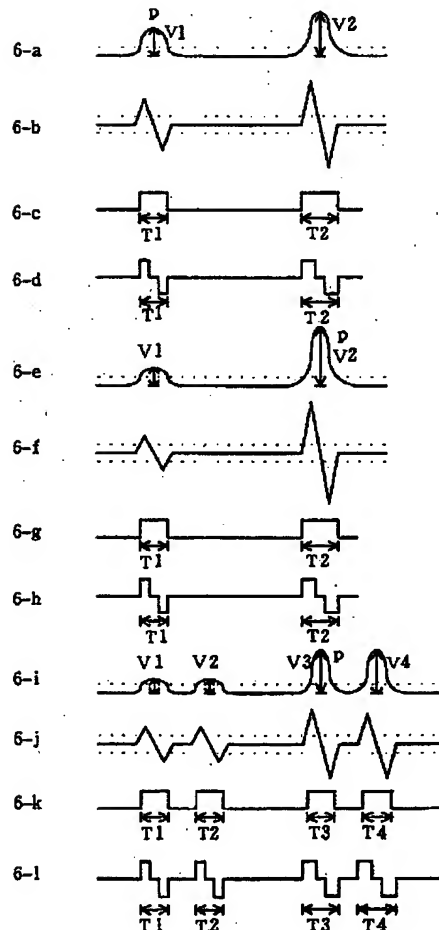 p
V1
V2
6-a
6-b
6-c
T1
T2
6-d
T1
T2
p
V1
V2
6-e
6-f
6-g
T1
T2
6-h
T1
T2
V1
V2
V3
p
V4
6-i
6-j
6-k
T1
T2
T3
T4
6-l
T1
T2
T3
T4